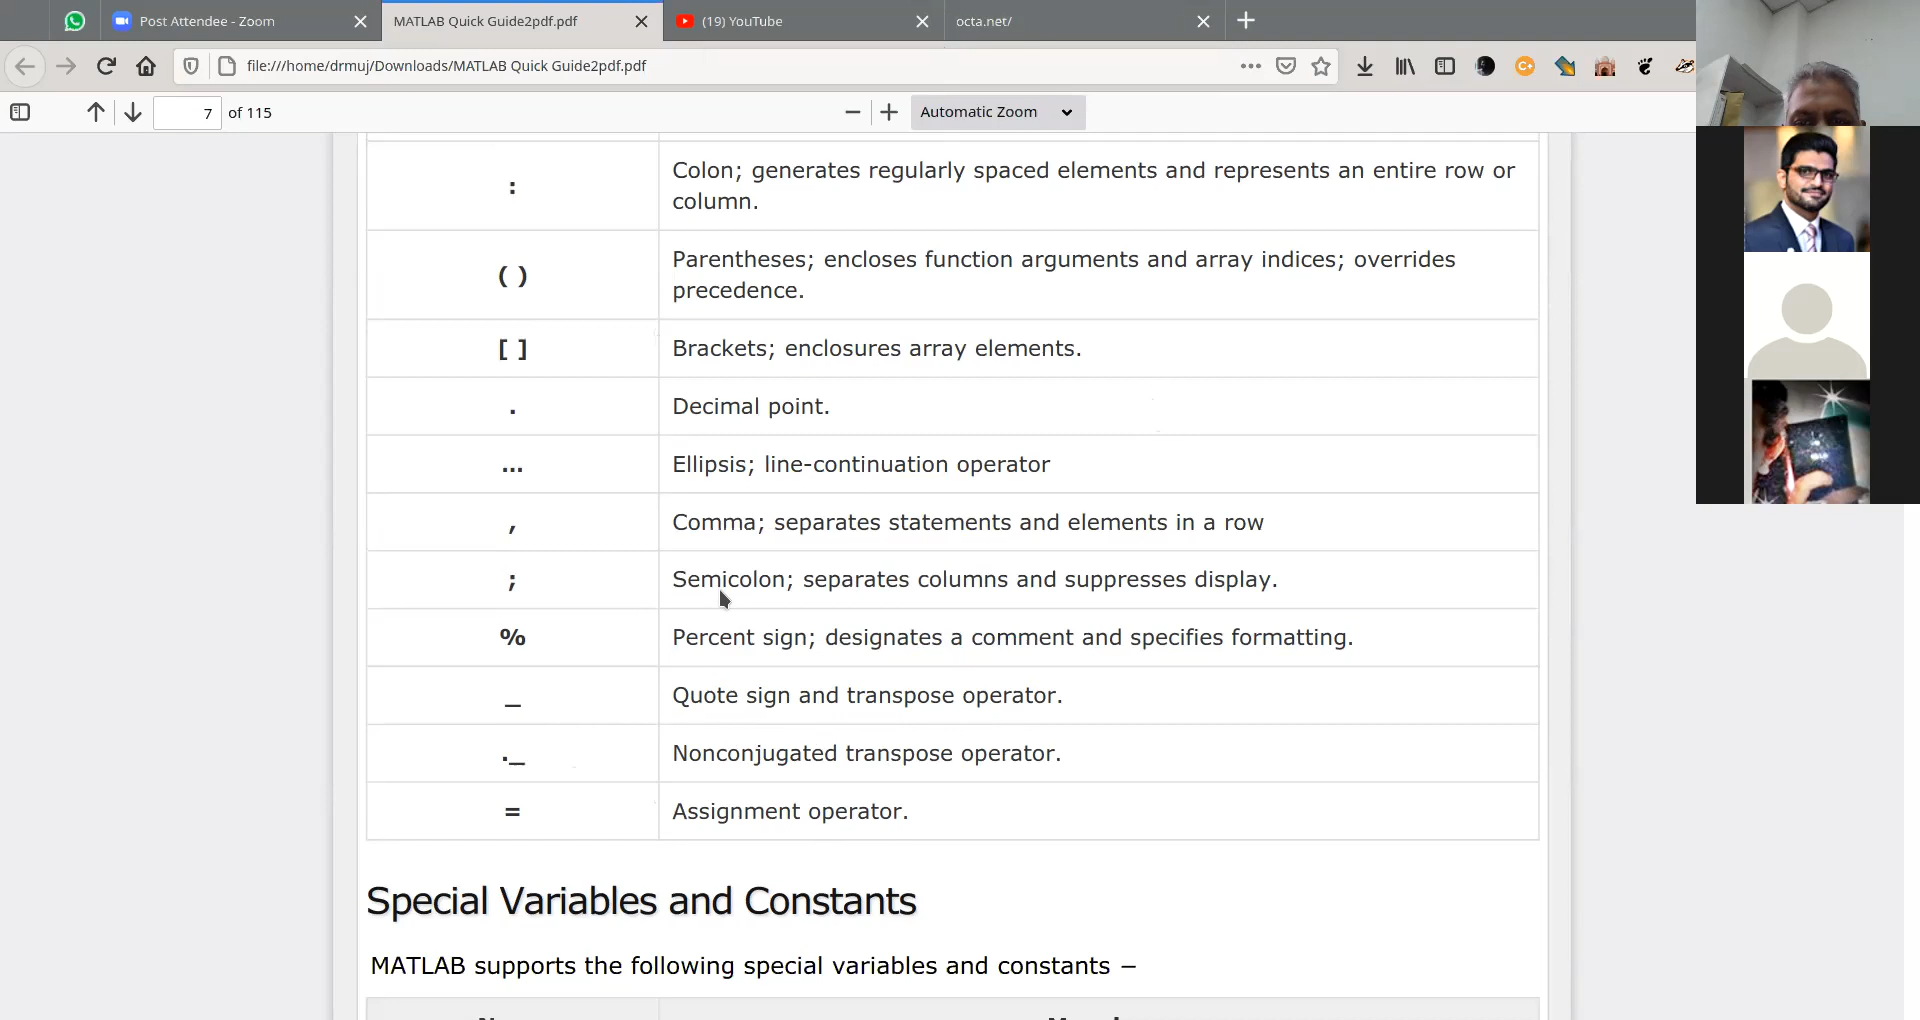 Post Attendee - Zoom
MATLAB Quick Guide2pdf.pdf
(19) YouTube
octa.net/
file:///home/drmuj/Downloads/MATLAB Quick Guide2pdf.pdf
7 of 115
Automatic Zoom
: Colon; generates regularly spaced elements and represents an entire row or
column.
( ) Parentheses; encloses function arguments and array indices; overrides
precedence.
[ ] Brackets; enclosures array elements.
. Decimal point.
... Ellipsis; line-continuation operator
, Comma; separates statements and elements in a row
; Semicolon; separates columns and suppresses display.
% Percent sign; designates a comment and specifies formatting.
_ Quote sign and transpose operator.
._ Nonconjugated transpose operator.
= Assignment operator.
Special Variables and Constants
MATLAB supports the following special variables and constants −